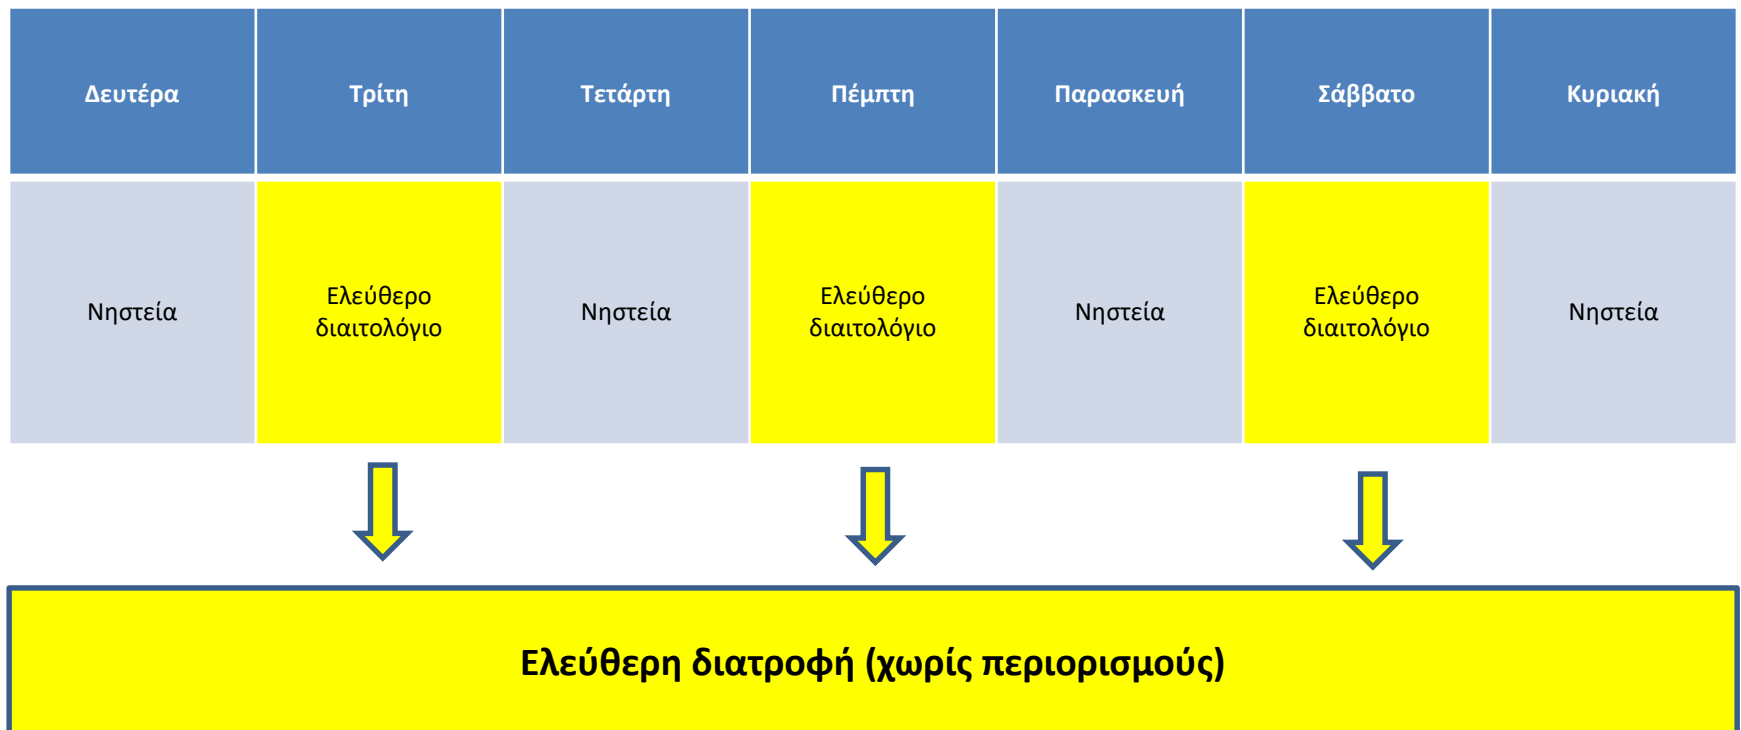 Δευτέρα Τρίτη Τετάρτη Πέμπτη Παρασκευή Σάββατο Κυριακή
Νηστεία
Ελεύθερο
διαιτολόγιο
Νηστεία
Ελεύθερο
διαιτολόγιο
Νηστεία
Ελεύθερο
διαιτολόγιο
Νηστεία
Ελεύθερη διατροφή (χωρίς περιορισμούς)